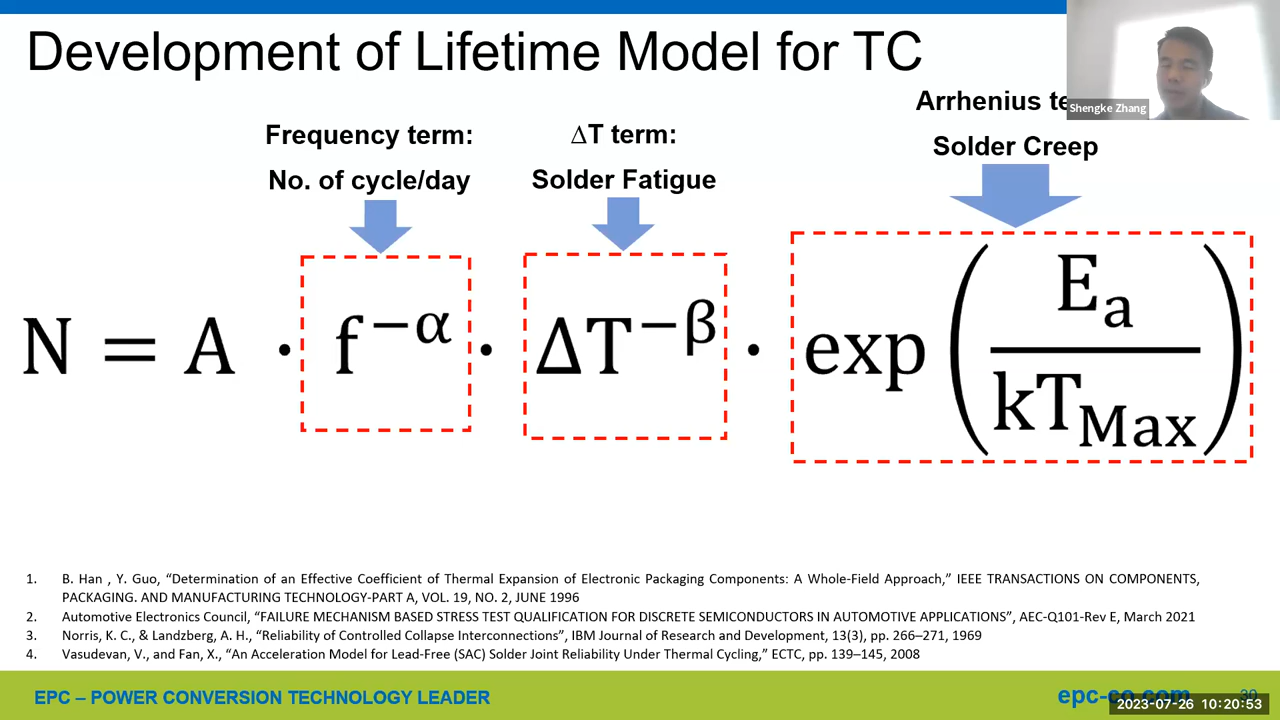 Development of Lifetime Model for TC
Shengke Zhang
Arrhenius
Frequency term:
∆T term:
Solder Creep
No. of cycle/day
Solder Fatigue
N = A · f^−α · ΔT^−β · exp(E_a/kT_Max)
1. B. Han , Y. Guo, “Determination of an Effective Coefficient of Thermal Expansion of Electronic Packaging Components: A Whole-Field Approach,” IEEE TRANSACTIONS ON COMPONENTS,
PACKAGING. AND MANUFACTURING TECHNOLOGY-PART A, VOL. 19, NO. 2, JUNE 1996
2. Automotive Electronics Council, “FAILURE MECHANISM BASED STRESS TEST QUALIFICATION FOR DISCRETE SEMICONDUCTORS IN AUTOMOTIVE APPLICATIONS”, AEC-Q101-Rev E, March 2021
3. Norris, K. C., & Landzberg, A. H., “Reliability of Controlled Collapse Interconnections”, IBM Journal of Research and Development, 13(3), pp. 266–271, 1969
4. Vasudevan, V., and Fan, X., “An Acceleration Model for Lead-Free (SAC) Solder Joint Reliability Under Thermal Cycling,” ECTC, pp. 139–145, 2008
EPC – POWER CONVERSION TECHNOLOGY LEADER
epc-co.com
2023-07-26 10:20:53